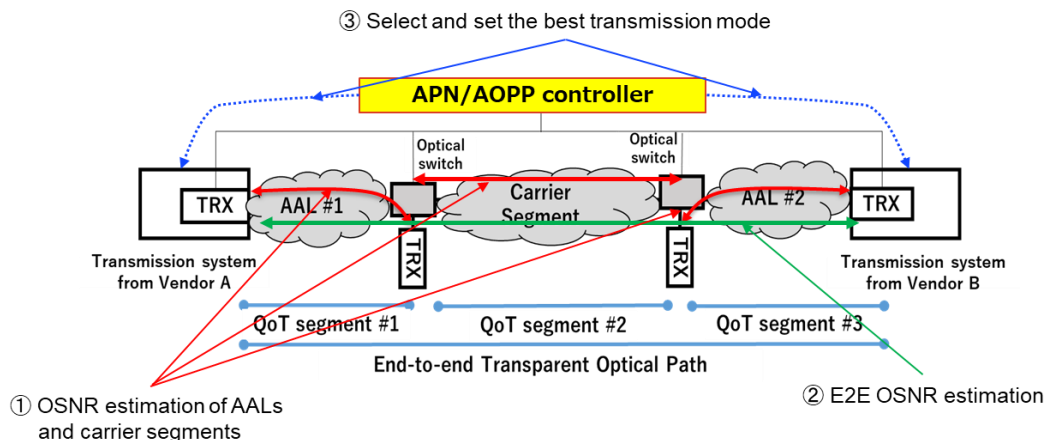 ③ Select and set the best transmission mode
APN/AOPP controller
Optical
switch
Optical
switch
TRX
AAL #1
Carrier
Segment
AAL #2
TRX
TRX
TRX
Transmission system
from Vendor A
Transmission system
from Vendor B
QoT segment #1
QoT segment #2
QoT segment #3
End-to-end Transparent Optical Path
① OSNR estimation of AALs
and carrier segments
② E2E OSNR estimation